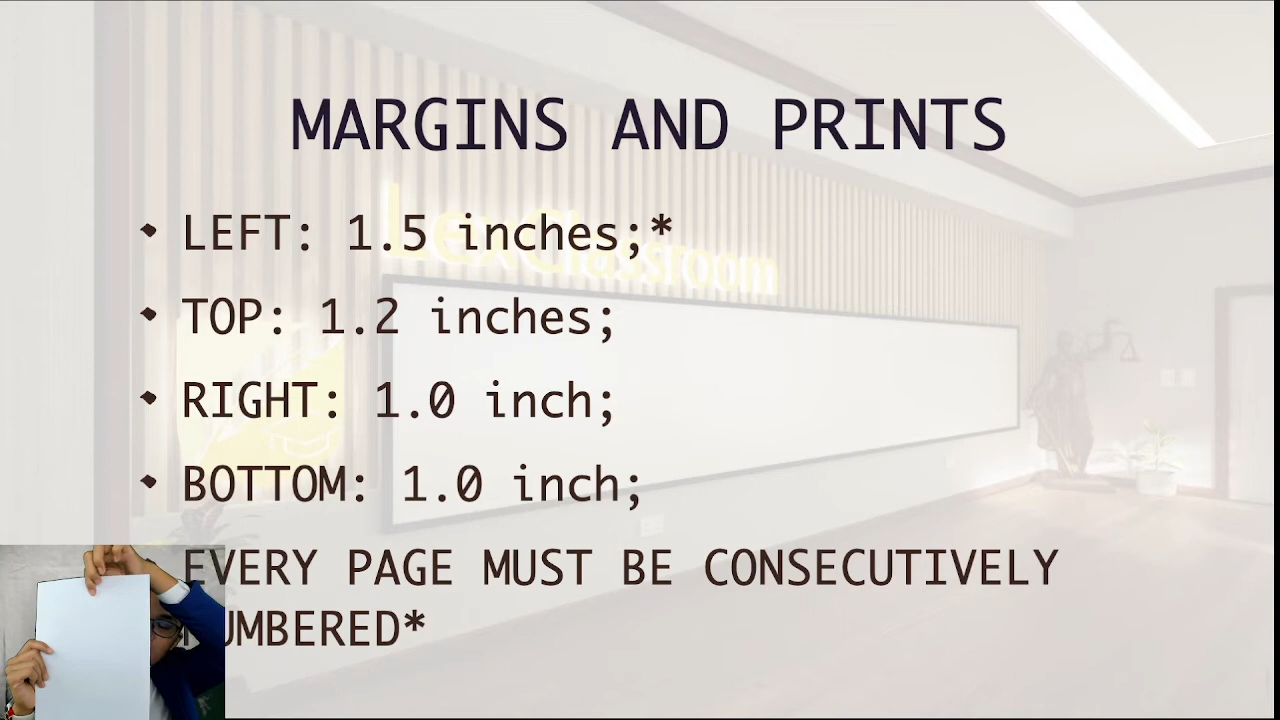 MARGINS AND PRINTS
LexClassroom
• LEFT: 1.5 inches;*
• TOP: 1.2 inches;
• RIGHT: 1.0 inch;
• BOTTOM: 1.0 inch;
EVERY PAGE MUST BE CONSECUTIVELY
NUMBERED*